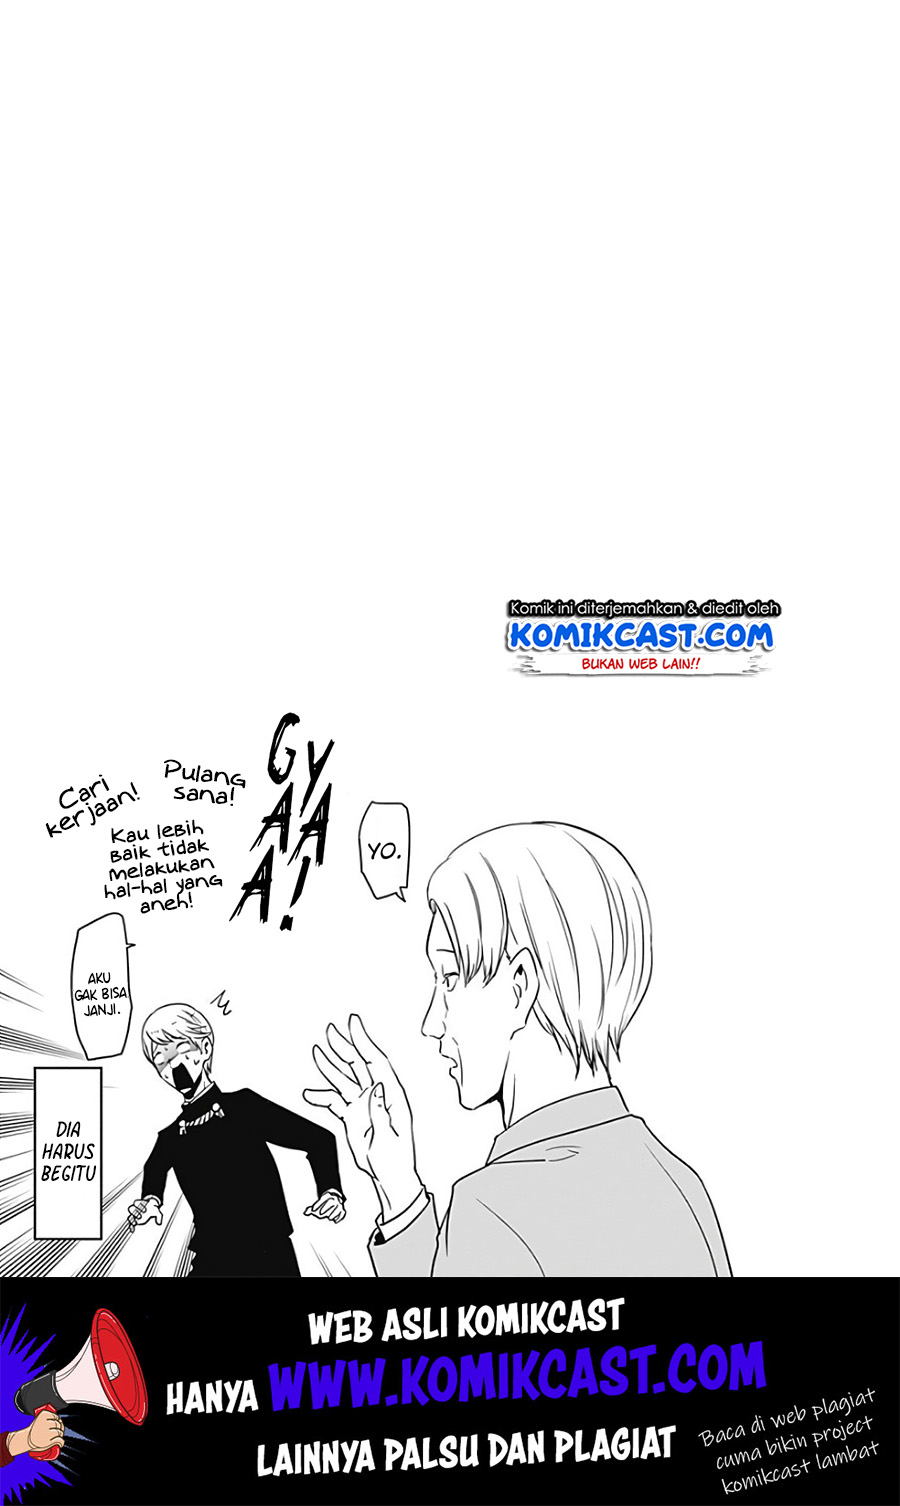 Komik ini diterjemahkan & diedit oleh
KOMIKCAST.COM
BUKAN WEB LAIN!!
GYAAAA!
Pulang
sana!
Cari
kerjaan!
Kau lebih
baik tidak
melakukan
hal-hal yang
aneh!
YO.
AKU
GAK BISA
JANJI.
DIA
HARUS
BEGITU
WEB ASLI KOMIKCAST
HANYA WWW.KOMIKCAST.COM
LAINNYA PALSU DAN PLAGIAT
Baca di web plagiat
cuma bikin project
komikcast lambat